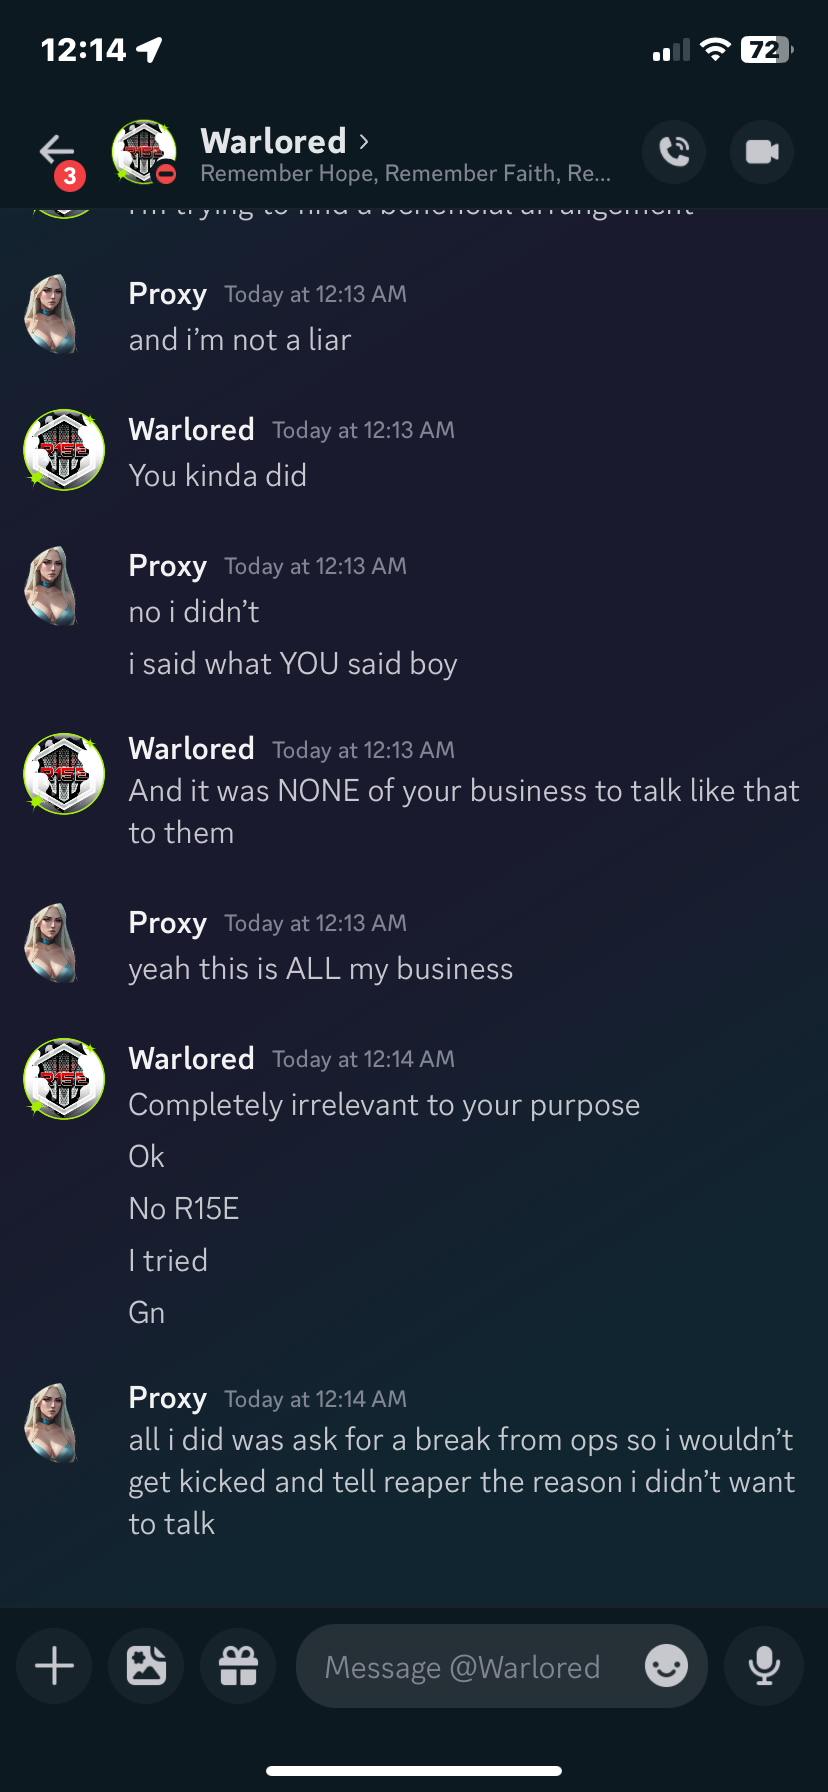 12:14
72
3
Warlored
Remember Hope, Remember Faith, Re...
I'm trying to find a beneficial arrangement
Proxy Today at 12:13 AM
and i'm not a liar
R15E
Warlored Today at 12:13 AM
You kinda did
Proxy Today at 12:13 AM
no i didn't
i said what YOU said boy
R15E
Warlored Today at 12:13 AM
And it was NONE of your business to talk like that
to them
Proxy Today at 12:13 AM
yeah this is ALL my business
R15E
Warlored Today at 12:14 AM
Completely irrelevant to your purpose
Ok
No R15E
I tried
Gn
Proxy Today at 12:14 AM
all i did was ask for a break from ops so i wouldn't
get kicked and tell reaper the reason i didn't want
to talk
Message @Warlored